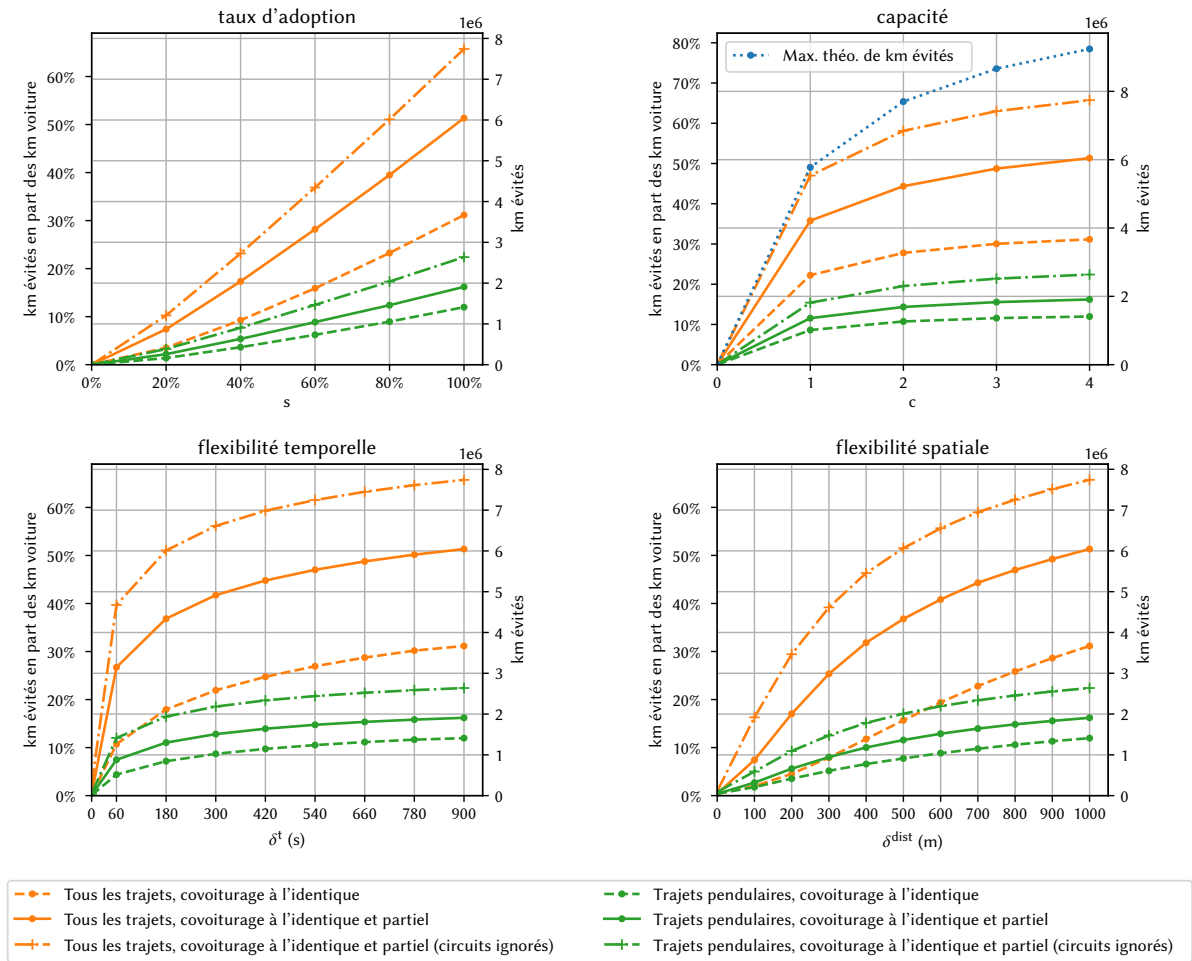 taux d’adoption
1e6
km évités en part des km voiture
60%
50%
40%
30%
20%
10%
0%
8
7
6
5
4
3
2
1
0
km évités
0% 20% 40% 60% 80% 100%
s
capacité
1e6
Max. théo. de km évités
km évités en part des km voiture
80%
70%
60%
50%
40%
30%
20%
10%
0%
8
6
4
2
0
km évités
0 1 2 3 4
c
flexibilité temporelle
1e6
km évités en part des km voiture
60%
50%
40%
30%
20%
10%
0%
8
7
6
5
4
3
2
1
0
km évités
0 60 180 300 420 540 660 780 900
δᵗ (s)
flexibilité spatiale
1e6
km évités en part des km voiture
60%
50%
40%
30%
20%
10%
0%
8
7
6
5
4
3
2
1
0
km évités
0 100 200 300 400 500 600 700 800 900 1000
δᵈⁱˢᵗ (m)
Tous les trajets, covoiturage à l’identique
Tous les trajets, covoiturage à l’identique et partiel
Tous les trajets, covoiturage à l’identique et partiel (circuits ignorés)
Trajets pendulaires, covoiturage à l’identique
Trajets pendulaires, covoiturage à l’identique et partiel
Trajets pendulaires, covoiturage à l’identique et partiel (circuits ignorés)